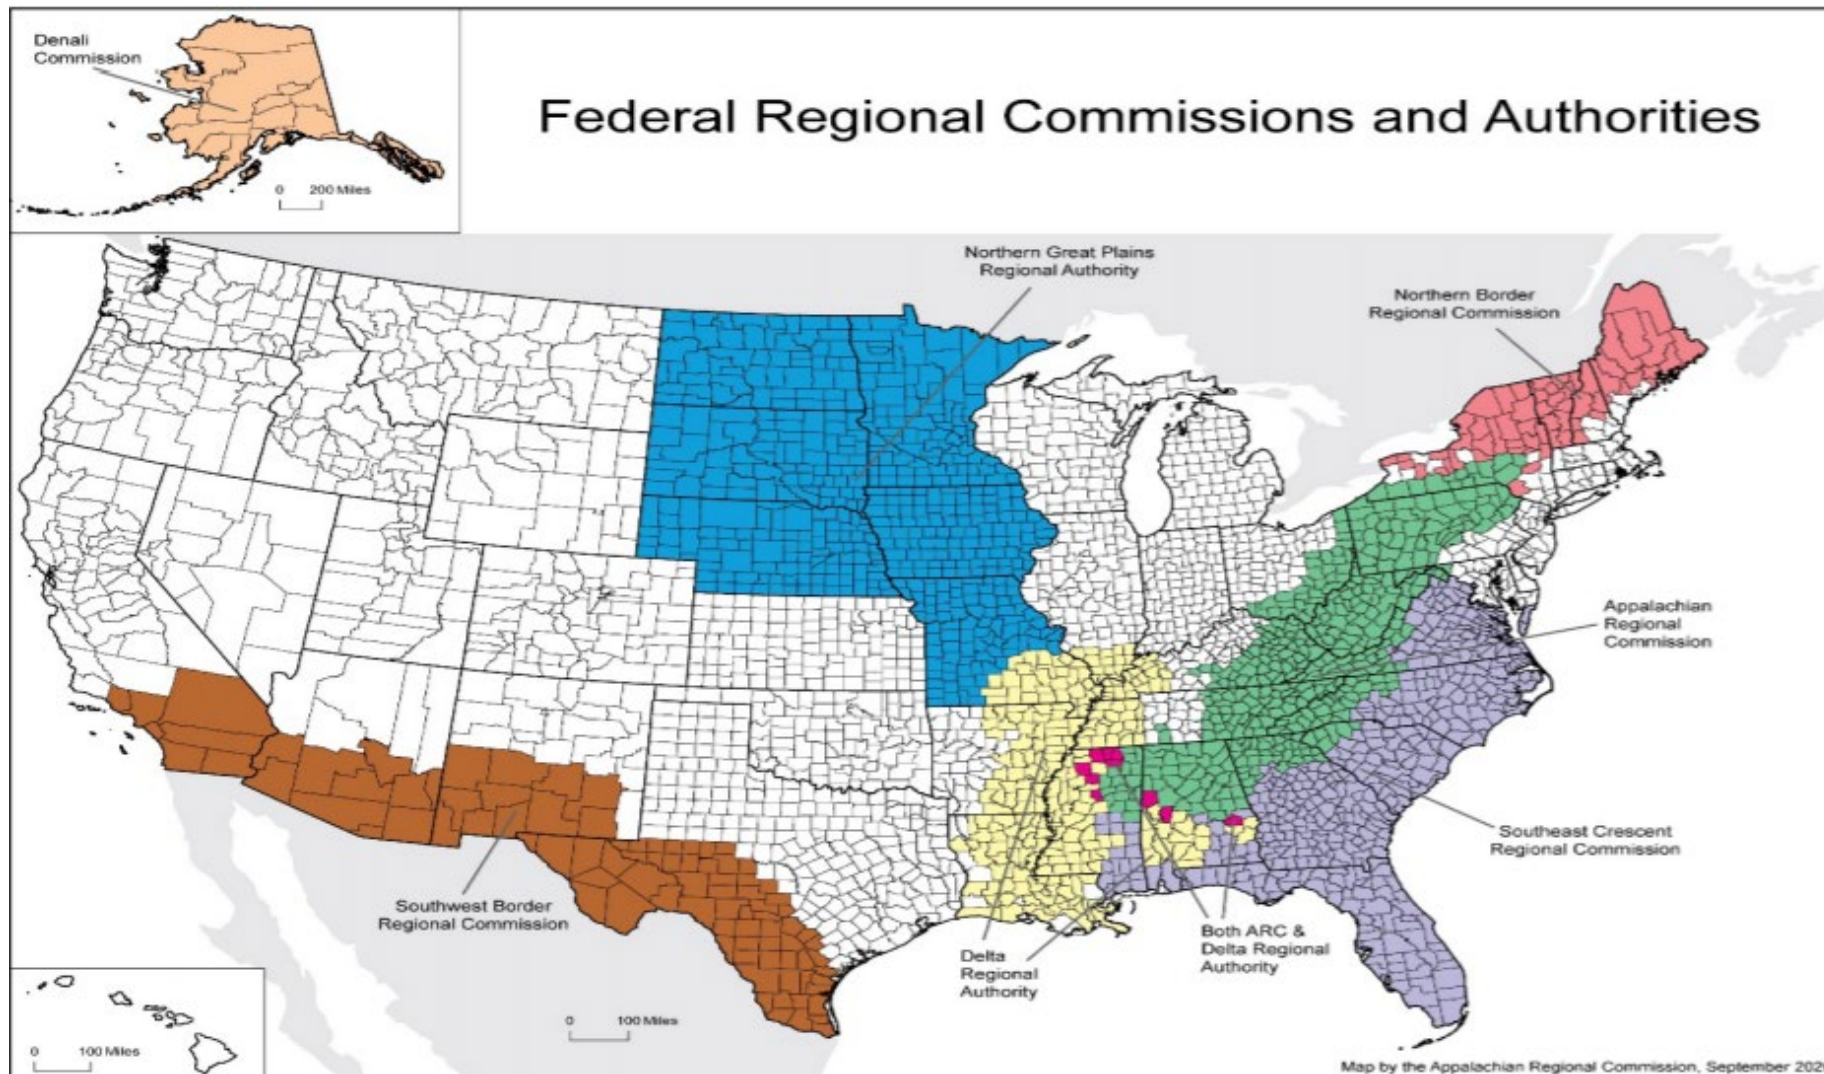 Denali
Commission
0 200 Miles
Federal Regional Commissions and Authorities
Northern Great Plains
Regional Authority
Northern Border
Regional Commission
Appalachian
Regional
Commission
Southeast Crescent
Regional Commission
Southwest Border
Regional Commission
Both ARC &
Delta Regional
Authority
Delta
Regional
Authority
0 100 Miles
0 100 Miles
Map by the Appalachian Regional Commission, September